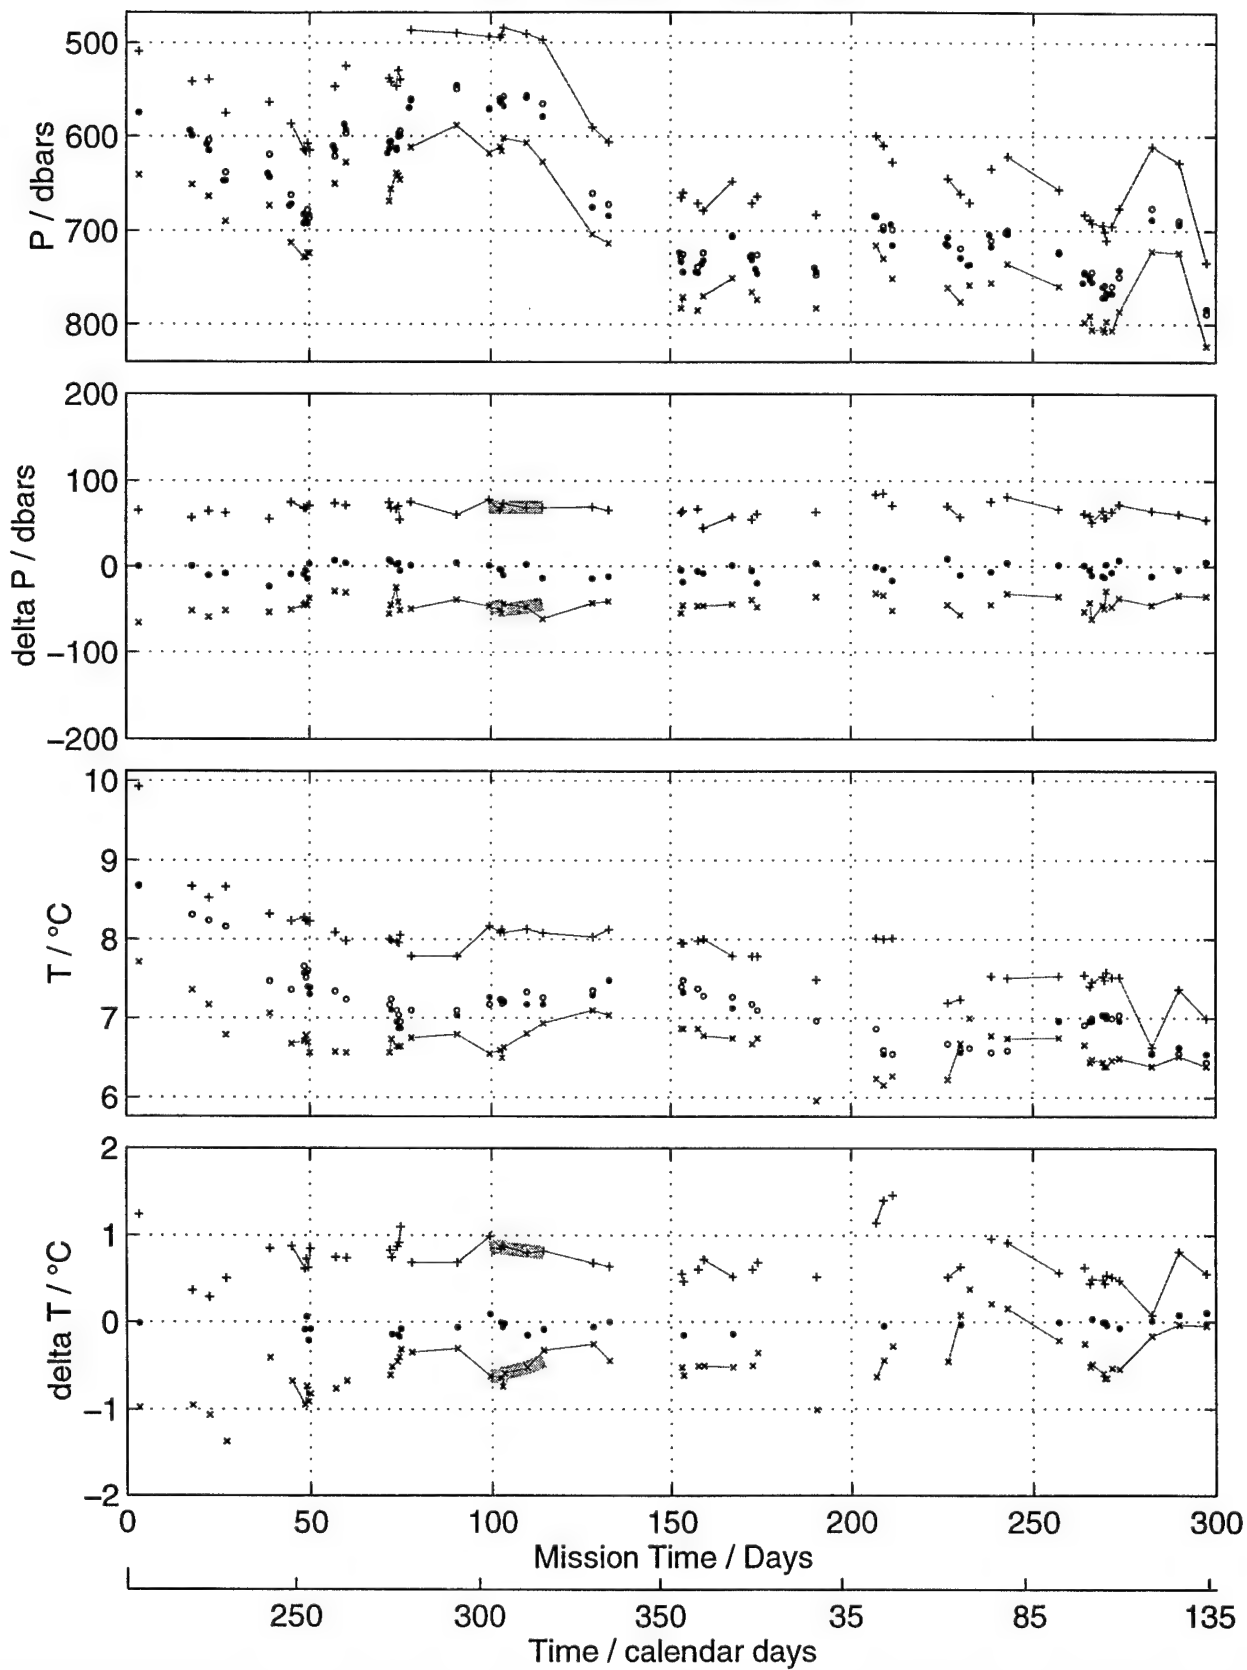 500
600
700
800
P / dbars
200
100
0
−100
−200
delta P / dbars
10
9
8
7
6
T / °C
2
1
0
−1
−2
delta T / °C
0 50 100 150 200 250 300
Mission Time / Days
250 300 350 35 85 135
Time / calendar days